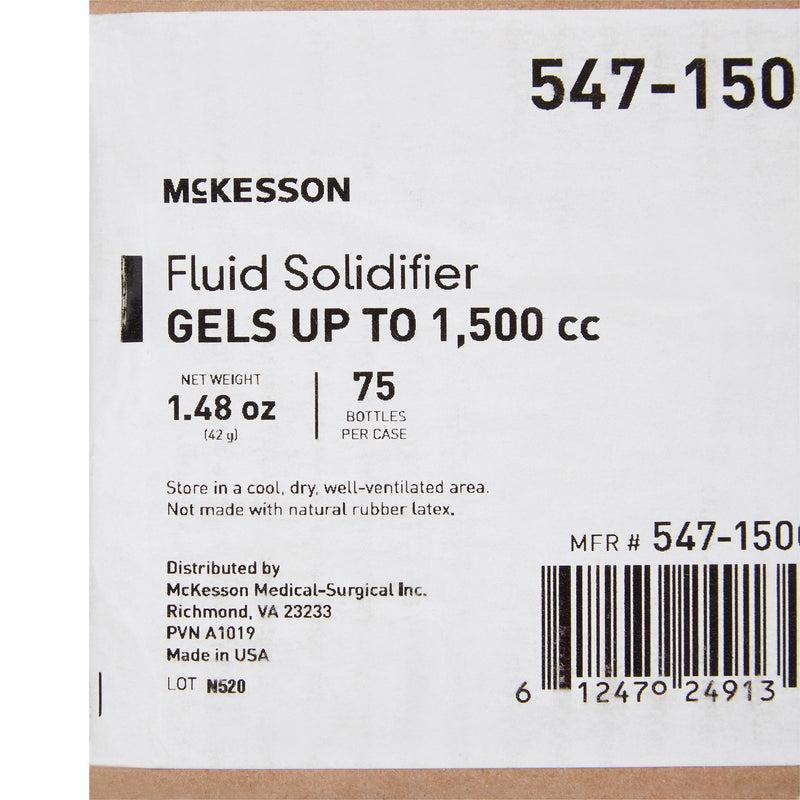 547-150
McKESSON
Fluid Solidifier
GELS UP TO 1,500 cc
NET WEIGHT
1.48 oz
(42 g)
75
BOTTLES
PER CASE
Store in a cool, dry, well-ventilated area.
Not made with natural rubber latex.
MFR # 547-150
Distributed by
McKesson Medical-Surgical Inc.
Richmond, VA 23233
PVN A1019
Made in USA
LOT N520
6 12470 24913